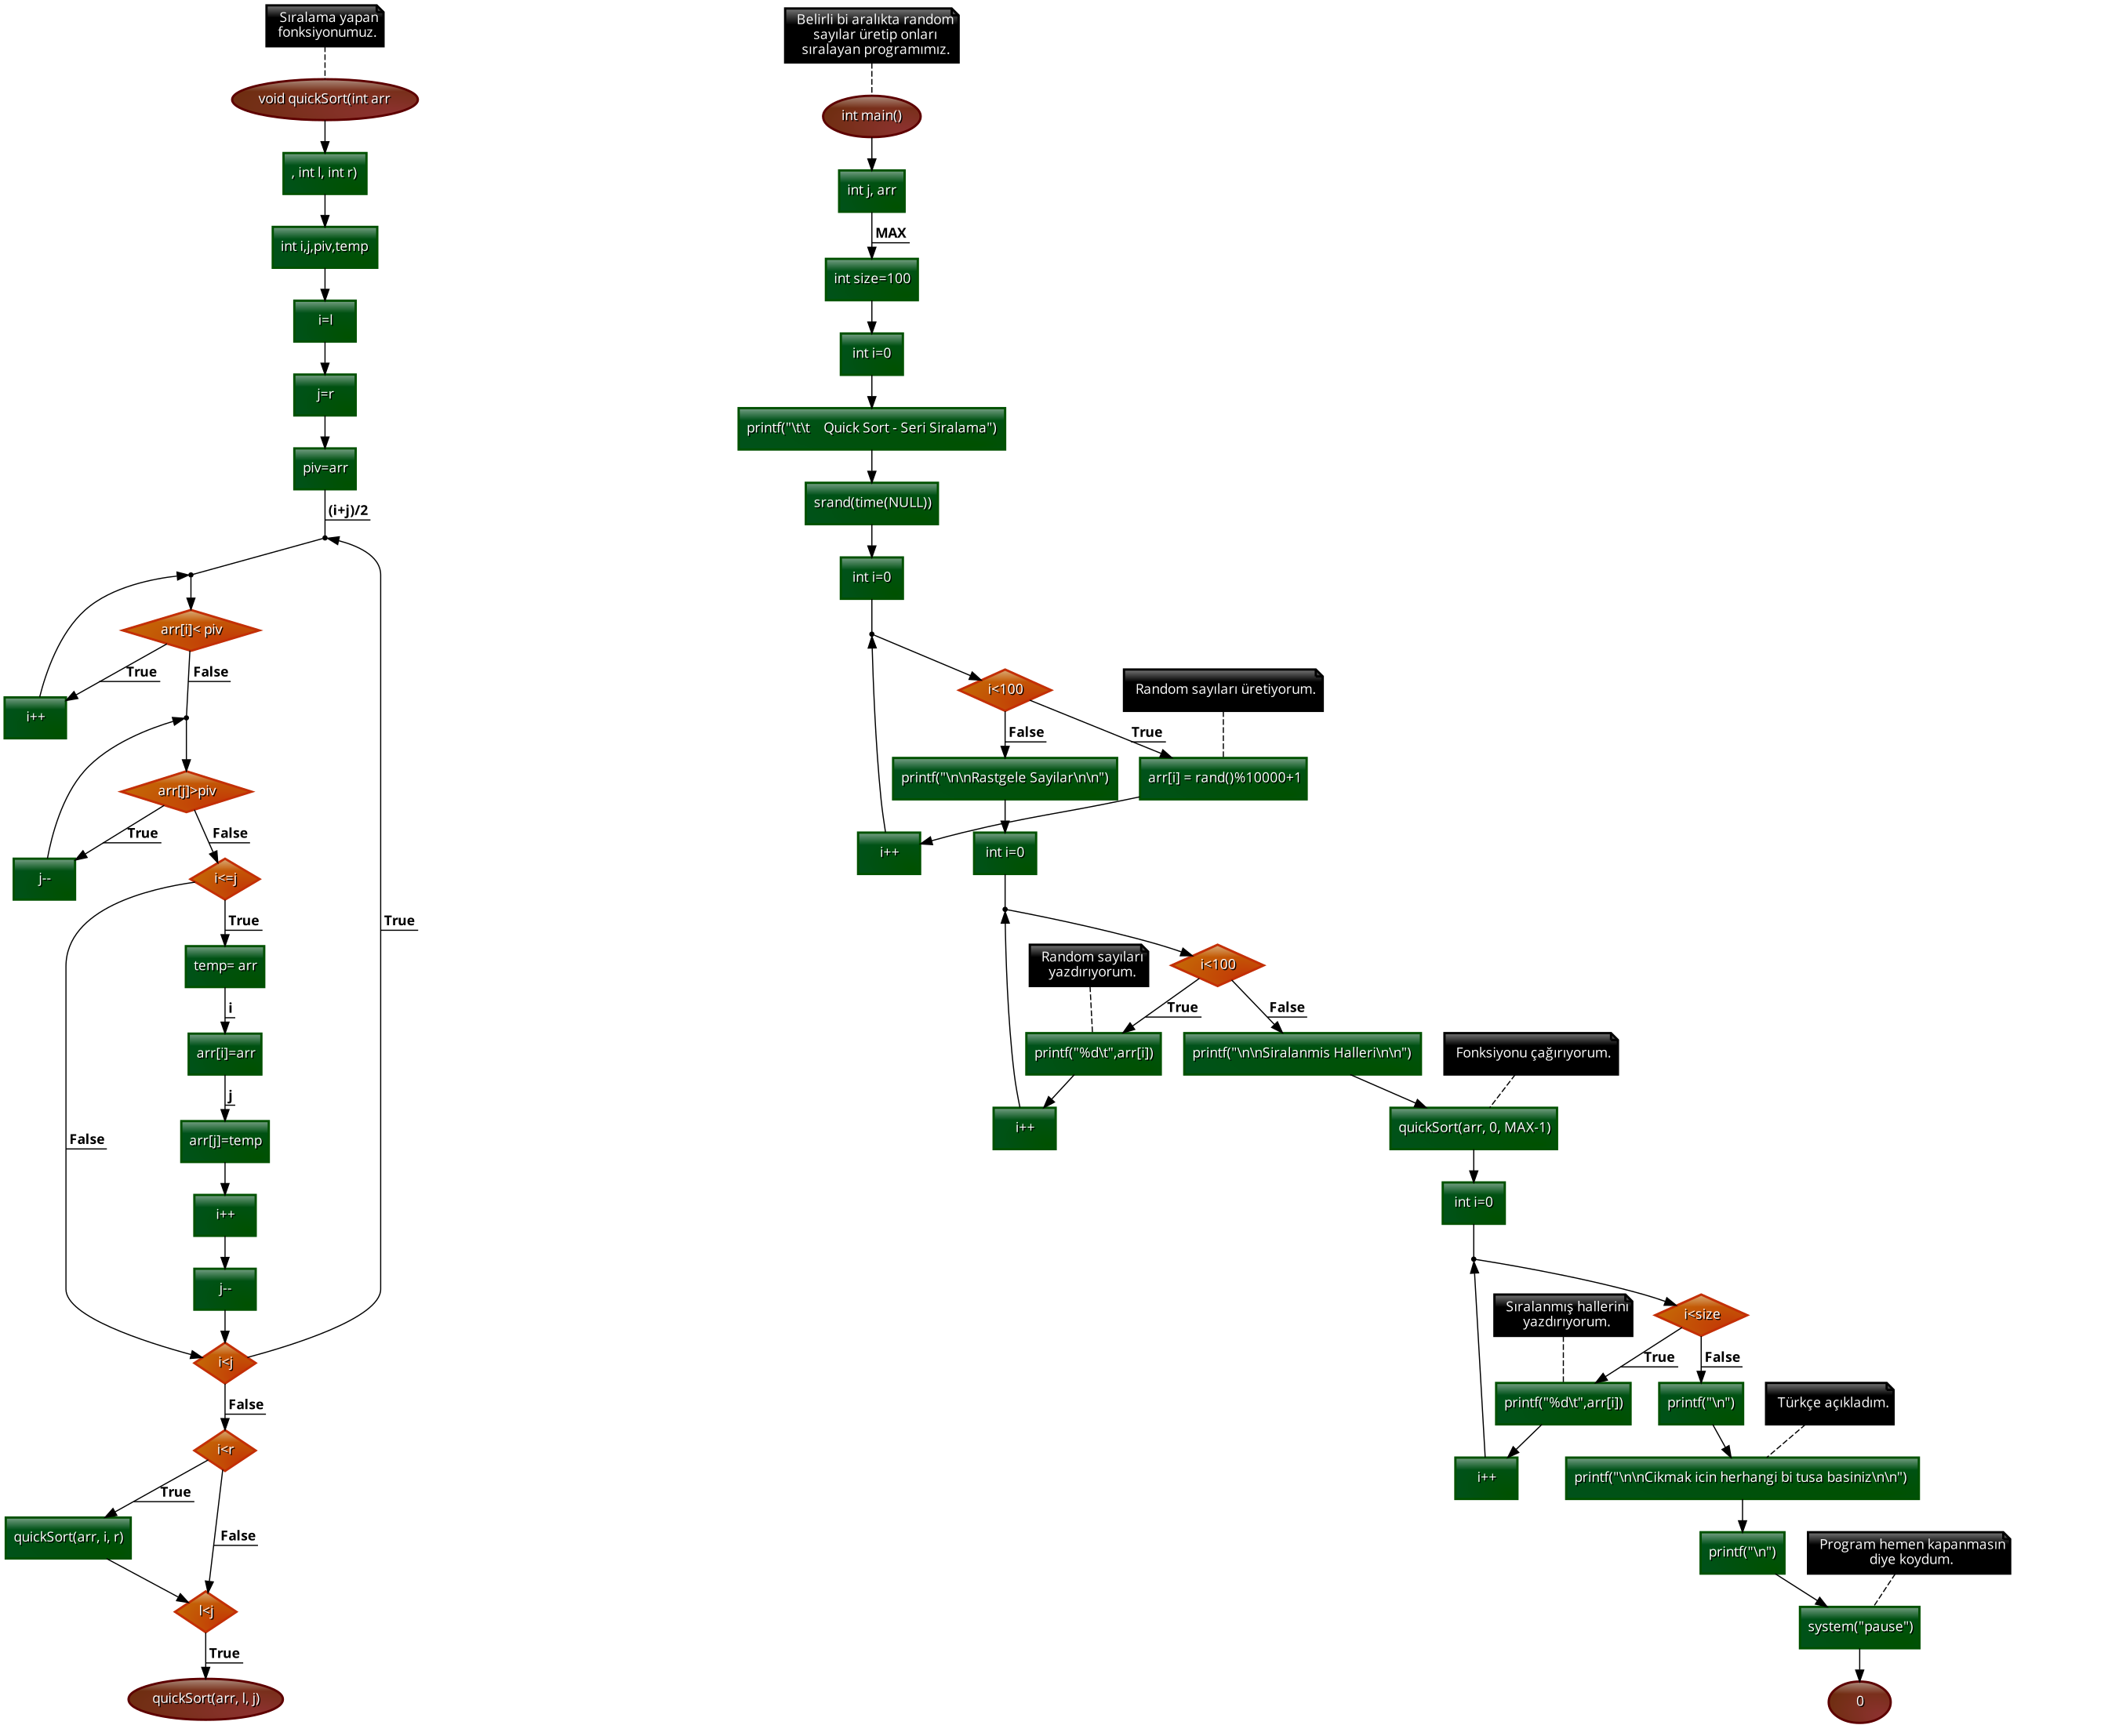 Sıralama yapan
fonksiyonumuz.
void quickSort(int arr
, int l, int r)
int i,j,piv,temp
i=l
j=r
piv=arr
(i+j)/2
arr[i]< piv
True
False
i++
arr[j]>piv
True
False
j--
i<=j
True
True
temp= arr
i
arr[i]=arr
j
arr[j]=temp
False
i++
j--
i<j
False
i<r
True
False
quickSort(arr, i, r)
l<j
True
quickSort(arr, l, j)
Belirli bi aralıkta random
sayılar üretip onları
sıralayan programımız.
int main()
int j, arr
MAX
int size=100
int i=0
printf("\t\t    Quick Sort - Seri Siralama")
srand(time(NULL))
int i=0
i<100
Random sayıları üretiyorum.
False
True
printf("\n\nRastgele Sayilar\n\n")
arr[i] = rand()%10000+1
i++
int i=0
Random sayıları
yazdırıyorum.
i<100
True
False
printf("%d\t",arr[i])
printf("\n\nSiralanmis Halleri\n\n")
Fonksiyonu çağırıyorum.
i++
quickSort(arr, 0, MAX-1)
int i=0
Sıralanmış hallerini
yazdırıyorum.
i<size
True
False
printf("%d\t",arr[i])
printf("\n")
Türkçe açıkladım.
i++
printf("\n\nCikmak icin herhangi bi tusa basiniz\n\n")
printf("\n")
Program hemen kapanmasın
diye koydum.
system("pause")
0